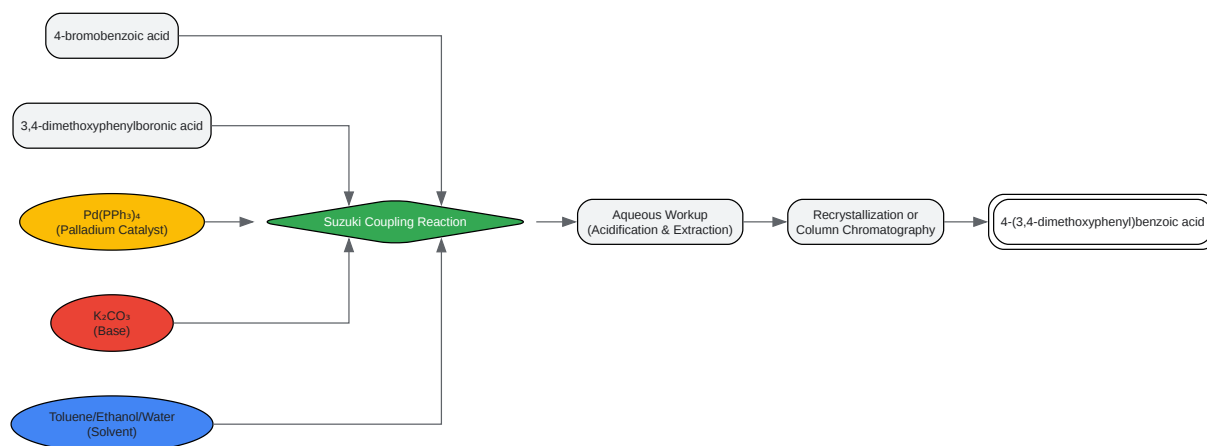 4-bromobenzoic acid
3,4-dimethoxyphenylboronic acid
Pd(PPh₃)₄
(Palladium Catalyst)
K₂CO₃
(Base)
Toluene/Ethanol/Water
(Solvent)
Suzuki Coupling Reaction
Aqueous Workup
(Acidification & Extraction)
Recrystallization or
Column Chromatography
4-(3,4-dimethoxyphenyl)benzoic acid